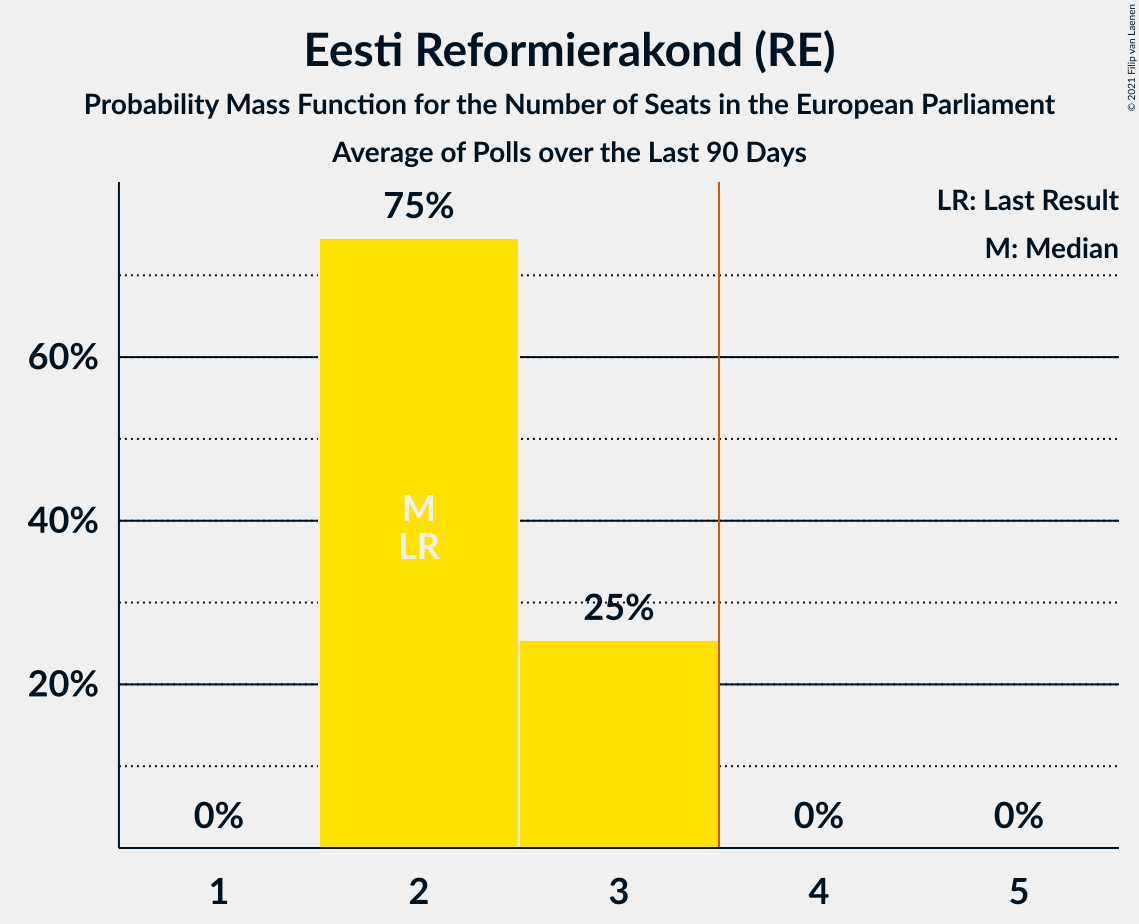 Eesti Reformierakond (RE)
Probability Mass Function for the Number of Seats in the European Parliament
Average of Polls over the Last 90 Days
© 2021 Filip van Laenen
LR: Last Result
M: Median
75%
60%
M
40%
LR
25%
20%
0%
0%
0%
1
2
3
4
5